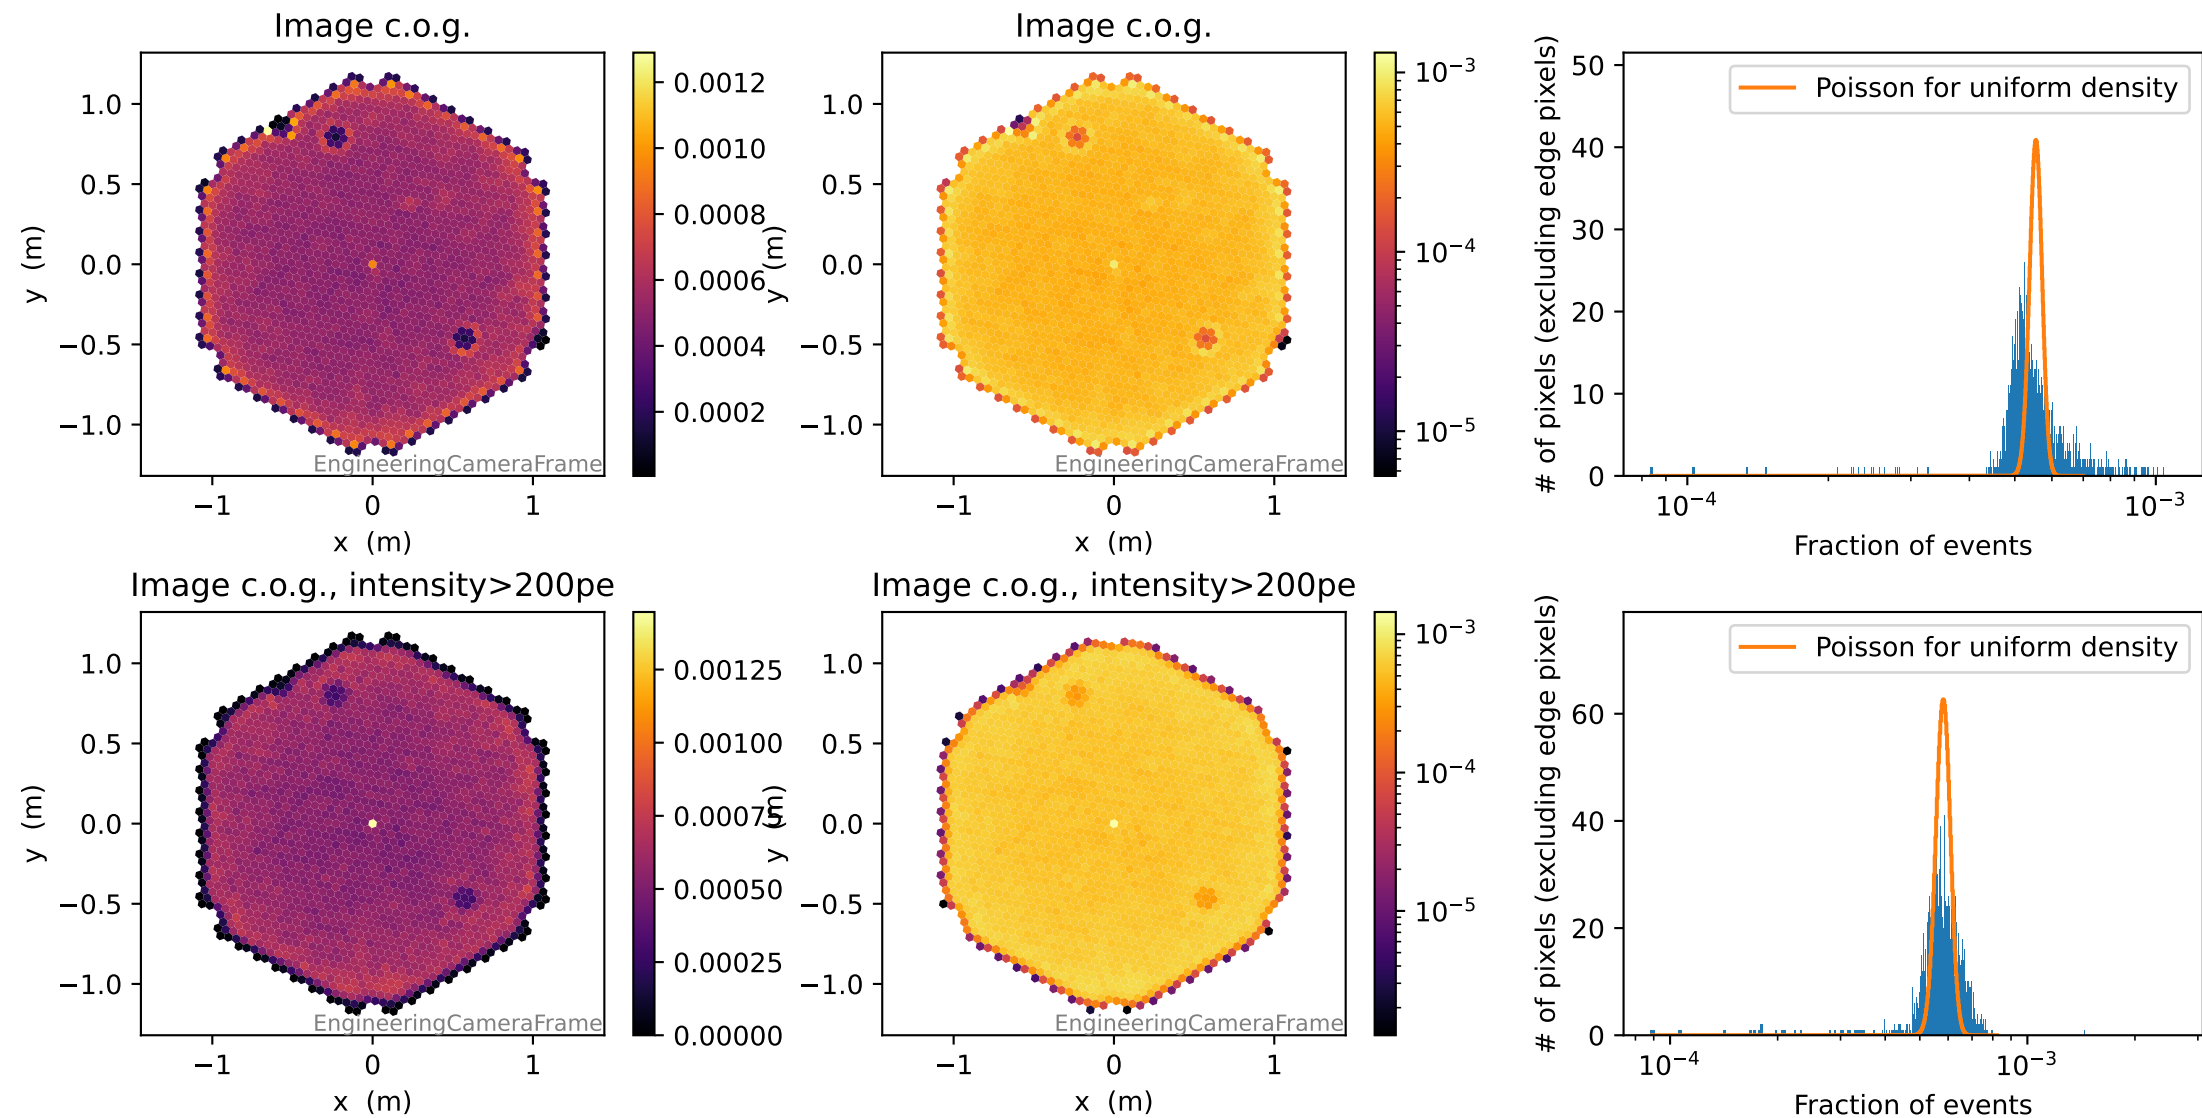 Image c.o.g.
1.0
0.5
0.0
−0.5
−1.0
y (m)
−1
0
1
x (m)
EngineeringCameraFrame
0.0012
0.0010
0.0008
0.0006
0.0004
0.0002
Image c.o.g.
1.0
0.5
0.0
−0.5
−1.0
y (m)
−1
0
1
x (m)
EngineeringCameraFrame
10⁻³
10⁻⁴
10⁻⁵
# of pixels (excluding edge pixels)
50
40
30
20
10
0
Poisson for uniform density
10⁻⁴
10⁻³
Fraction of events
Image c.o.g., intensity>200pe
1.0
0.5
0.0
−0.5
−1.0
y (m)
−1
0
1
x (m)
EngineeringCameraFrame
0.00125
0.00100
0.00075
0.00050
0.00025
0.00000
Image c.o.g., intensity>200pe
1.0
0.5
0.0
−0.5
−1.0
y (m)
−1
0
1
x (m)
EngineeringCameraFrame
10⁻³
10⁻⁴
10⁻⁵
# of pixels (excluding edge pixels)
60
40
20
0
Poisson for uniform density
10⁻⁴
10⁻³
Fraction of events